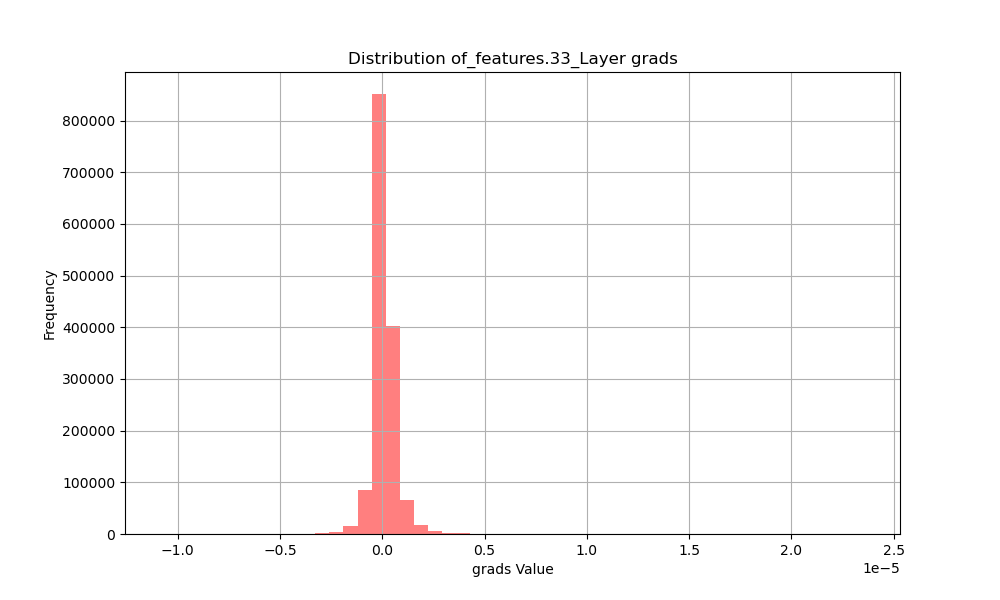 Distribution of_features.33_Layer grads
800000
700000
600000
500000
400000
300000
200000
100000
0
Frequency
−1.0 −0.5 0.0 0.5 1.0 1.5 2.0 2.5
1e−5
grads Value